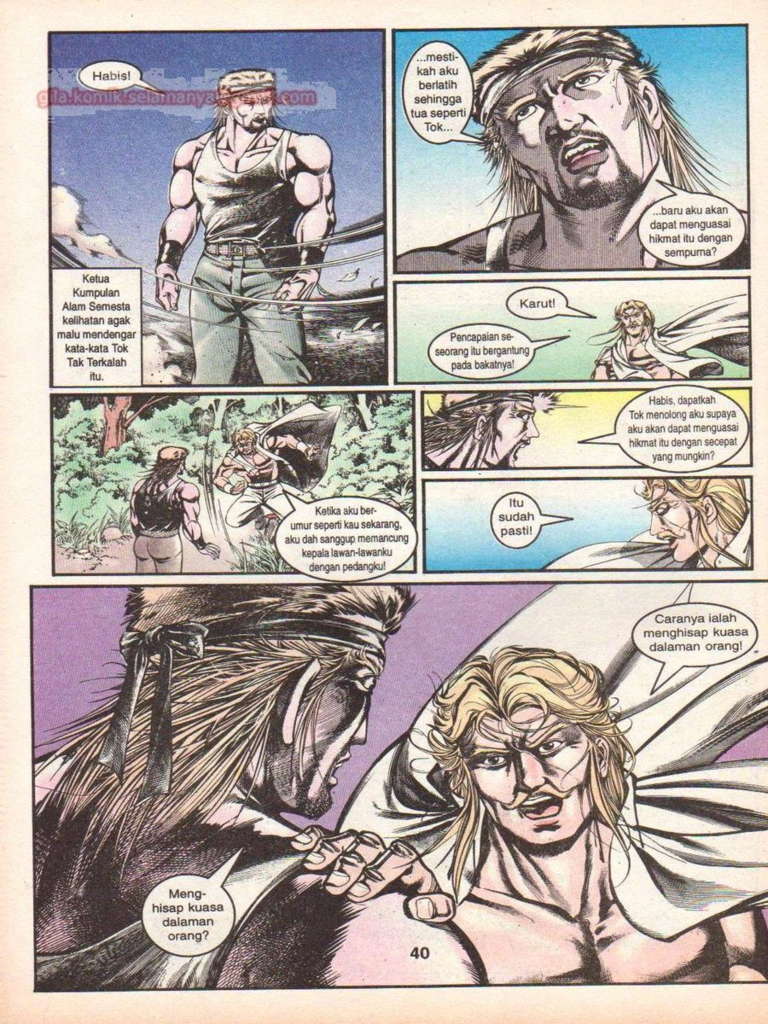 Habis!
gila.komik.selamanya
.com
Ketua
Kumpulan
Alam Semesta
kelihatan agak
malu mendengar
kata-kata Tok
Tak Terkalah
itu.
...mesti-
kah aku
berlatih
sehingga
tua seperti
Tok...
...baru aku akan
dapat menguasai
hikmat itu dengan
sempurna?
Karut!
Pencapaian se-
seorang itu bergantung
pada bakatnya!
Ketika aku ber-
umur seperti kau sekarang,
aku dah sanggup memancung
kepala lawan-lawanku
dengan pedangku!
Habis, dapatkah
Tok menolong aku supaya
aku akan dapat menguasai
hikmat itu dengan secepat
yang mungkin?
Itu
sudah
pasti!
Caranya ialah
menghisap kuasa
dalaman orang!
Meng-
hisap kuasa
dalaman
orang?
40